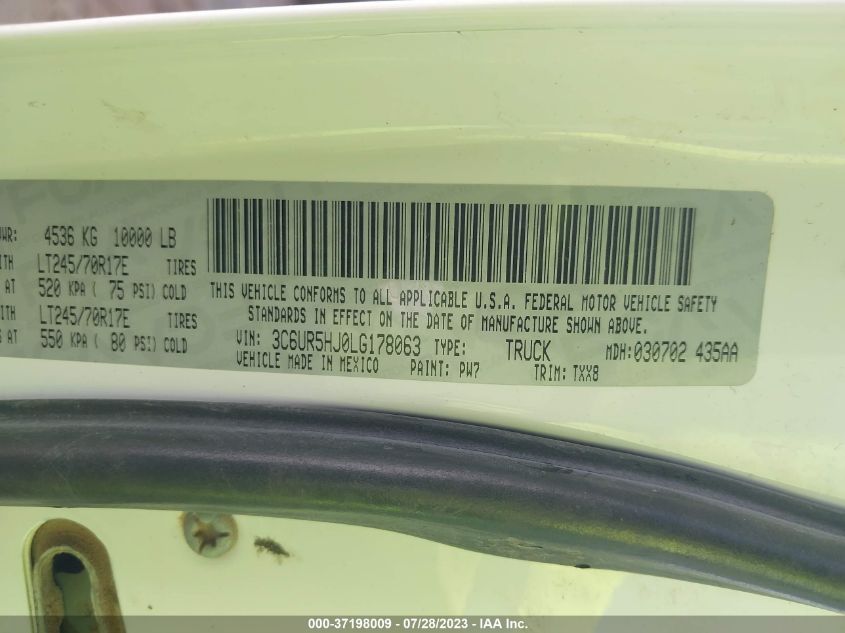 4536 KG 10000 LB
LT245/70R17E TIRES
AT 520 KPA ( 75 PSI) COLD
LT245/70R17E TIRES
AT 550 KPA ( 80 PSI) COLD
THIS VEHICLE CONFORMS TO ALL APPLICABLE U.S.A. FEDERAL MOTOR VEHICLE SAFETY
STANDARDS IN EFFECT ON THE DATE OF MANUFACTURE SHOWN ABOVE.
VIN: 3C6UR5HJ0LG178063 TYPE: TRUCK MDH:030702 435AA
VEHICLE MADE IN MEXICO PAINT: PW7 TRIM: TXX8
000-37198009 / 07/28/2023 - IAA Inc.